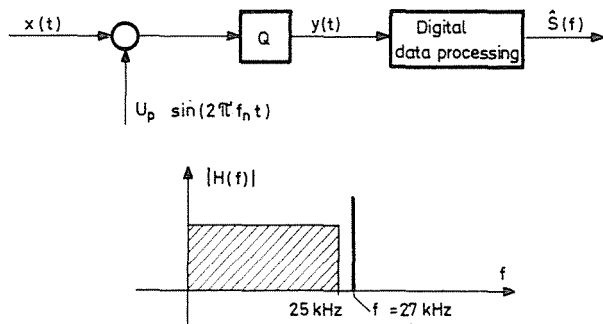 x(t)
Q
y(t)
Digital
data processing
Ŝ(f)
U_p sin(2π f_n t)
|H(f)|
f
25 kHz
f = 27 kHz